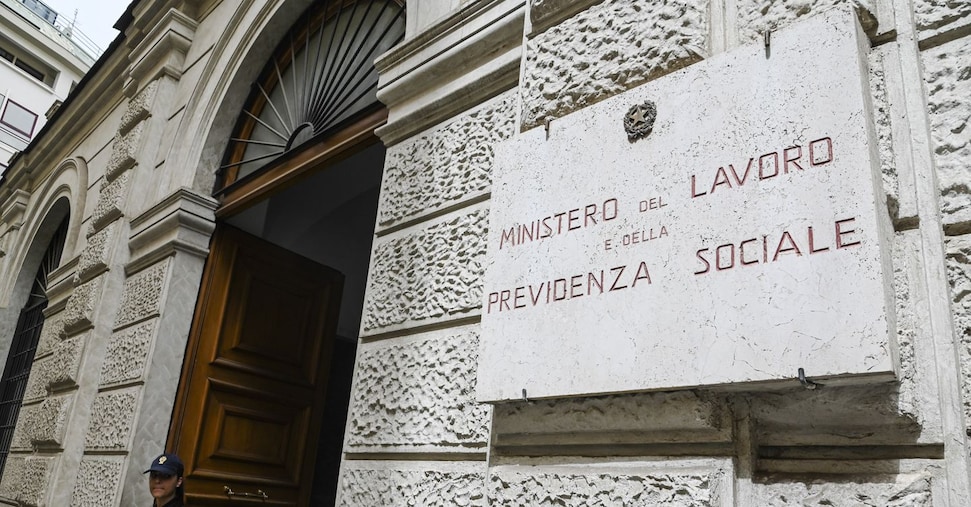 MINISTERO DEL LAVORO
E DELLA
PREVIDENZA SOCIALE